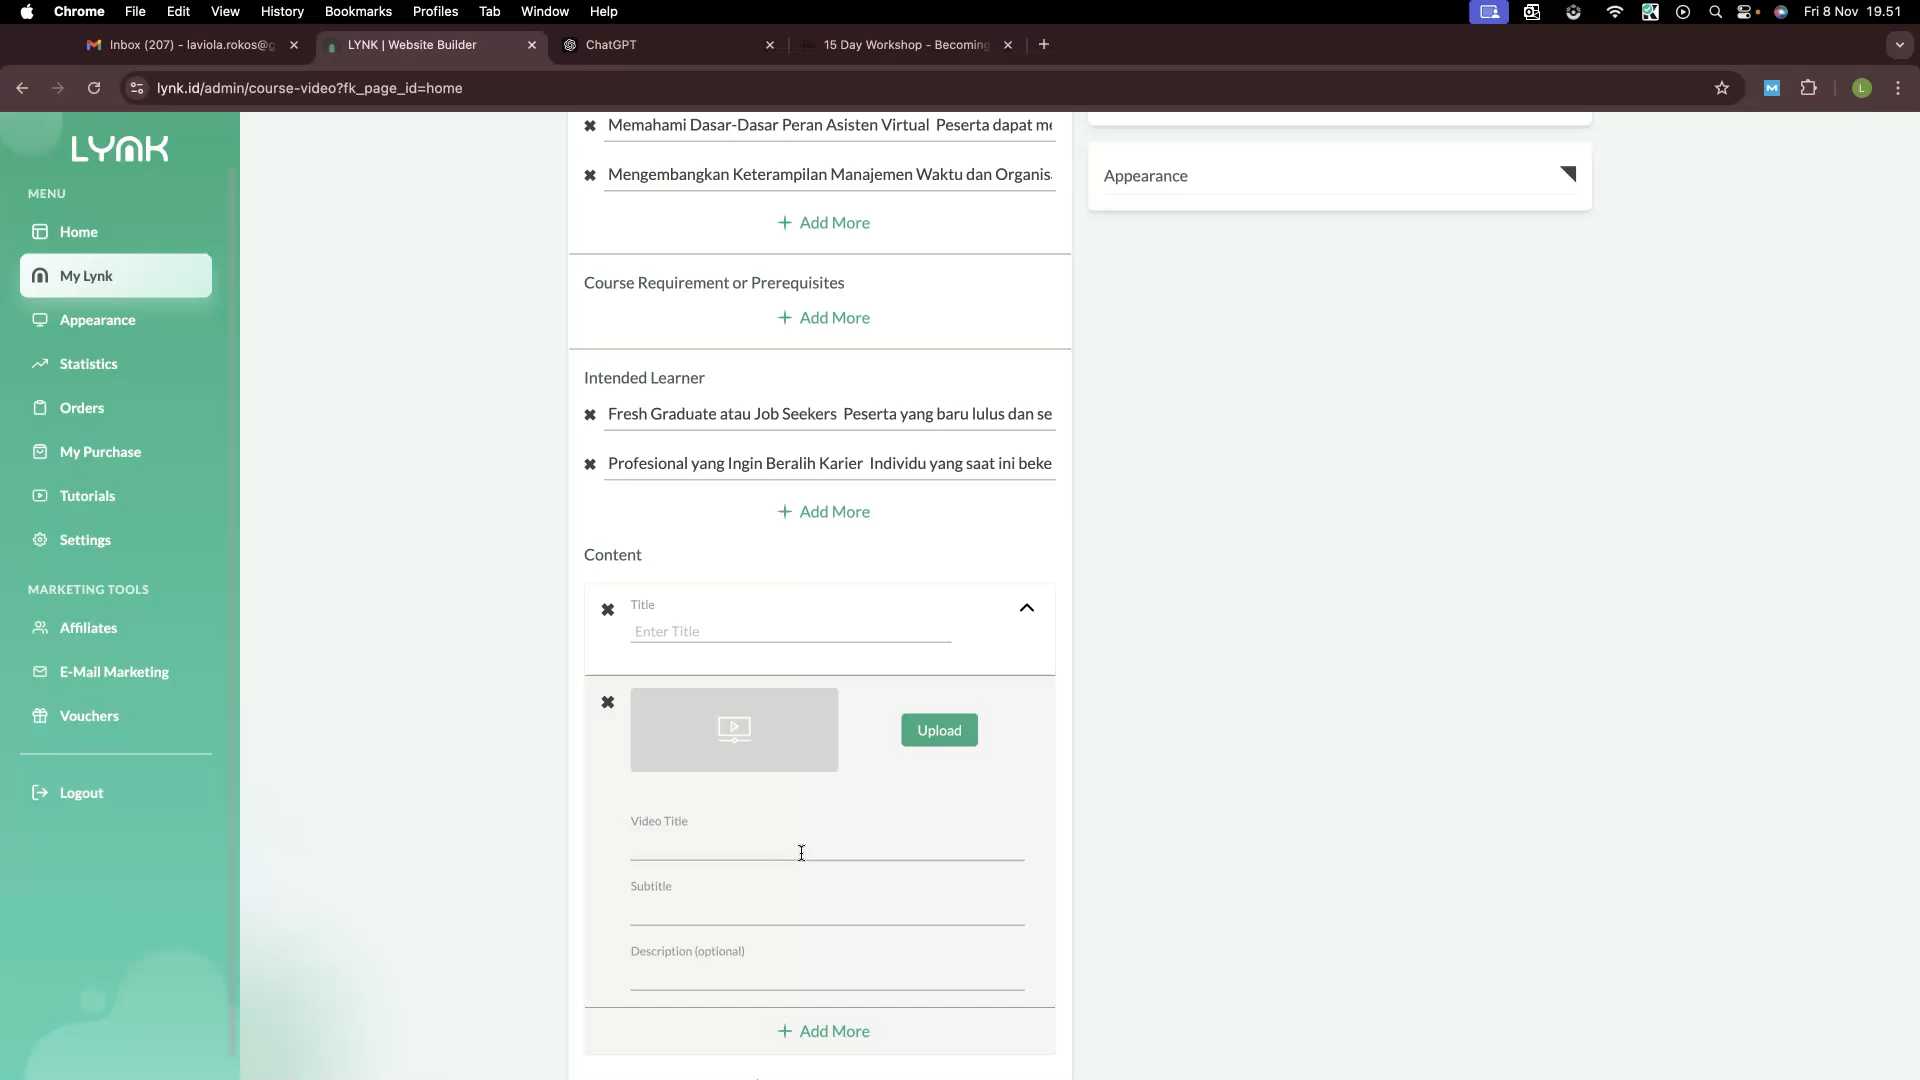 Chrome File Edit View History Bookmarks Profiles Tab Window Help Fri 8 Nov 19.51
Inbox (207) - laviola.rokos@g LYNK | Website Builder ChatGPT 15 Day Workshop - Becoming
lynk.id/admin/course-video?fk_page_id=home L
LYNK
MENU
Home
My Lynk
Appearance
Statistics
Orders
My Purchase
Tutorials
Settings
MARKETING TOOLS
Affiliates
E-Mail Marketing
Vouchers
Logout
Memahami Dasar-Dasar Peran Asisten Virtual Peserta dapat me
Mengembangkan Keterampilan Manajemen Waktu dan Organis
+ Add More
Course Requirement or Prerequisites
+ Add More
Intended Learner
Fresh Graduate atau Job Seekers Peserta yang baru lulus dan se
Profesional yang Ingin Beralih Karier Individu yang saat ini beke
+ Add More
Content
Title
Enter Title
Upload
Video Title
Subtitle
Description (optional)
+ Add More
Appearance